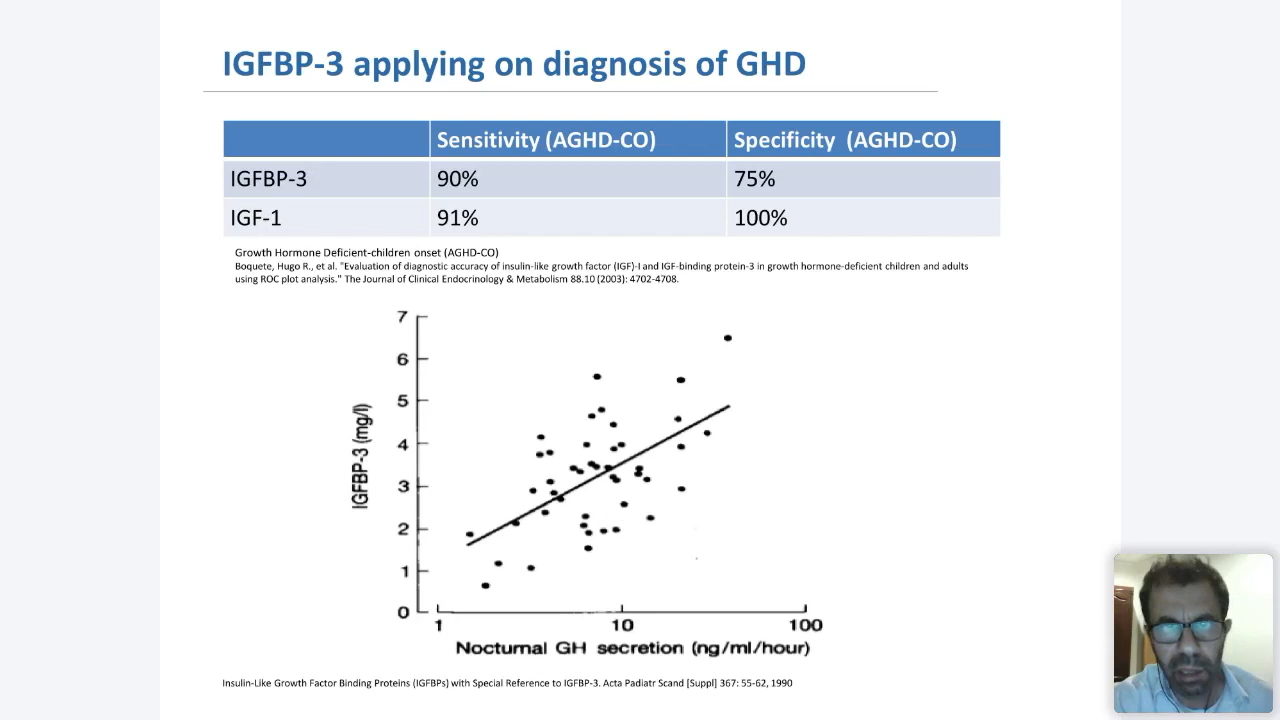 IGFBP-3 applying on diagnosis of GHD
Sensitivity (AGHD-CO) Specificity (AGHD-CO)
IGFBP-3 90% 75%
IGF-1 91% 100%
Growth Hormone Deficient-children onset (AGHD-CO)
Boquete, Hugo R., et al. "Evaluation of diagnostic accuracy of insulin-like growth factor (IGF)-I and IGF-binding protein-3 in growth hormone-deficient children and adults
using ROC plot analysis." The Journal of Clinical Endocrinology & Metabolism 88.10 (2003): 4702-4708.
7
6
5
4
3
2
1
0
IGFBP-3 (mg/l)
1 10 100
Nocturnal GH secretion (ng/ml/hour)
Insulin-Like Growth Factor Binding Proteins (IGFBPs) with Special Reference to IGFBP-3. Acta Padiatr Scand [Suppl] 367: 55-62, 1990